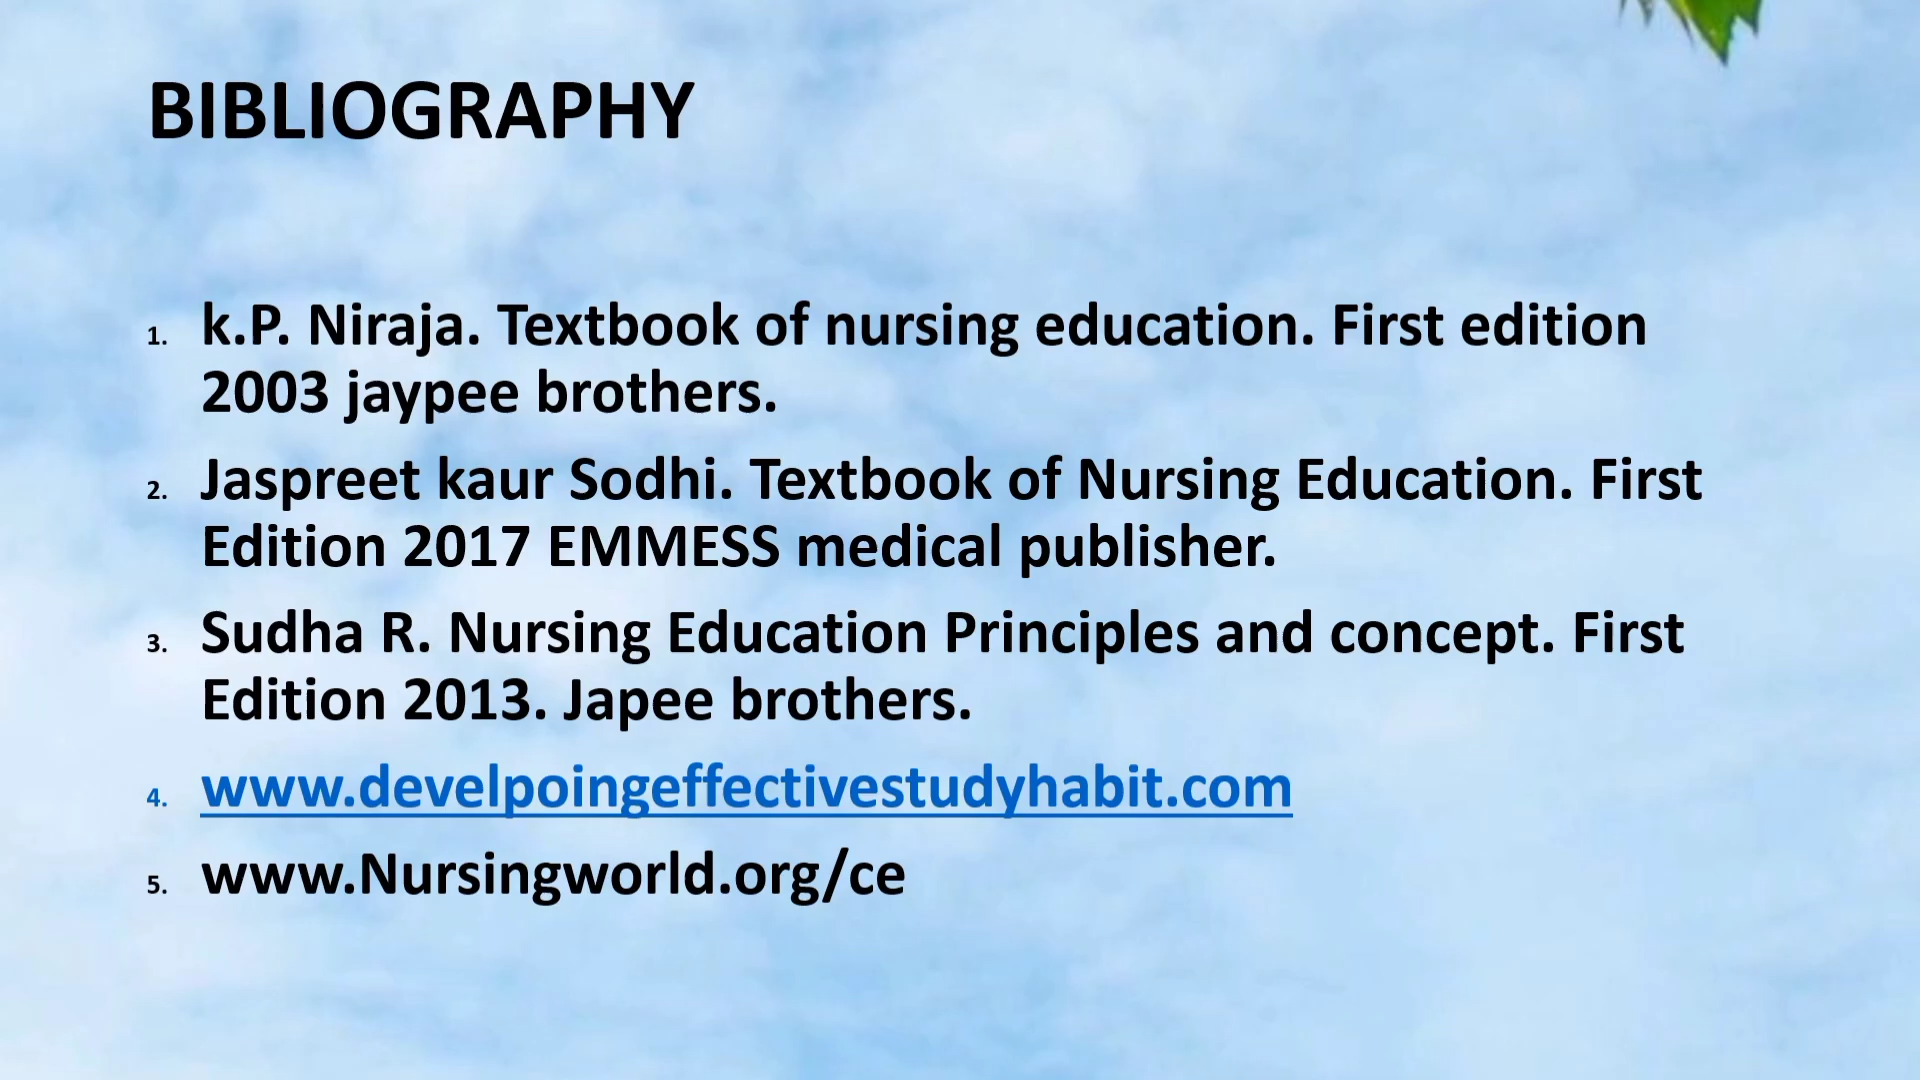 BIBLIOGRAPHY
1. k.P. Niraja. Textbook of nursing education. First edition
2003 jaypee brothers.
2. Jaspreet kaur Sodhi. Textbook of Nursing Education. First
Edition 2017 EMMESS medical publisher.
3. Sudha R. Nursing Education Principles and concept. First
Edition 2013. Japee brothers.
4. www.develpoingeffectivestudyhabit.com
5. www.Nursingworld.org/ce